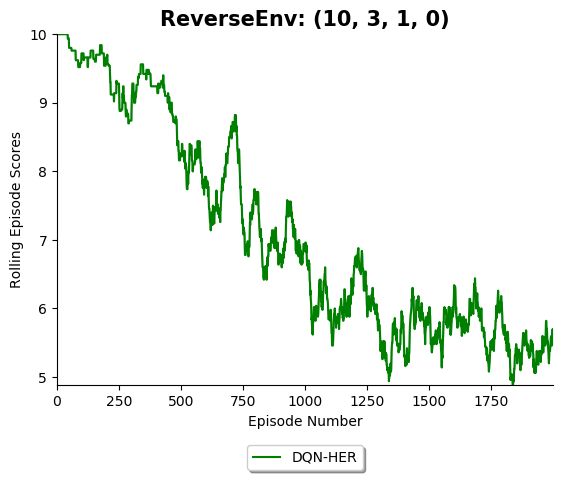 ReverseEnv: (10, 3, 1, 0)
10
9
8
7
6
5
Rolling Episode Scores
0 250 500 750 1000 1250 1500 1750
Episode Number
DQN-HER